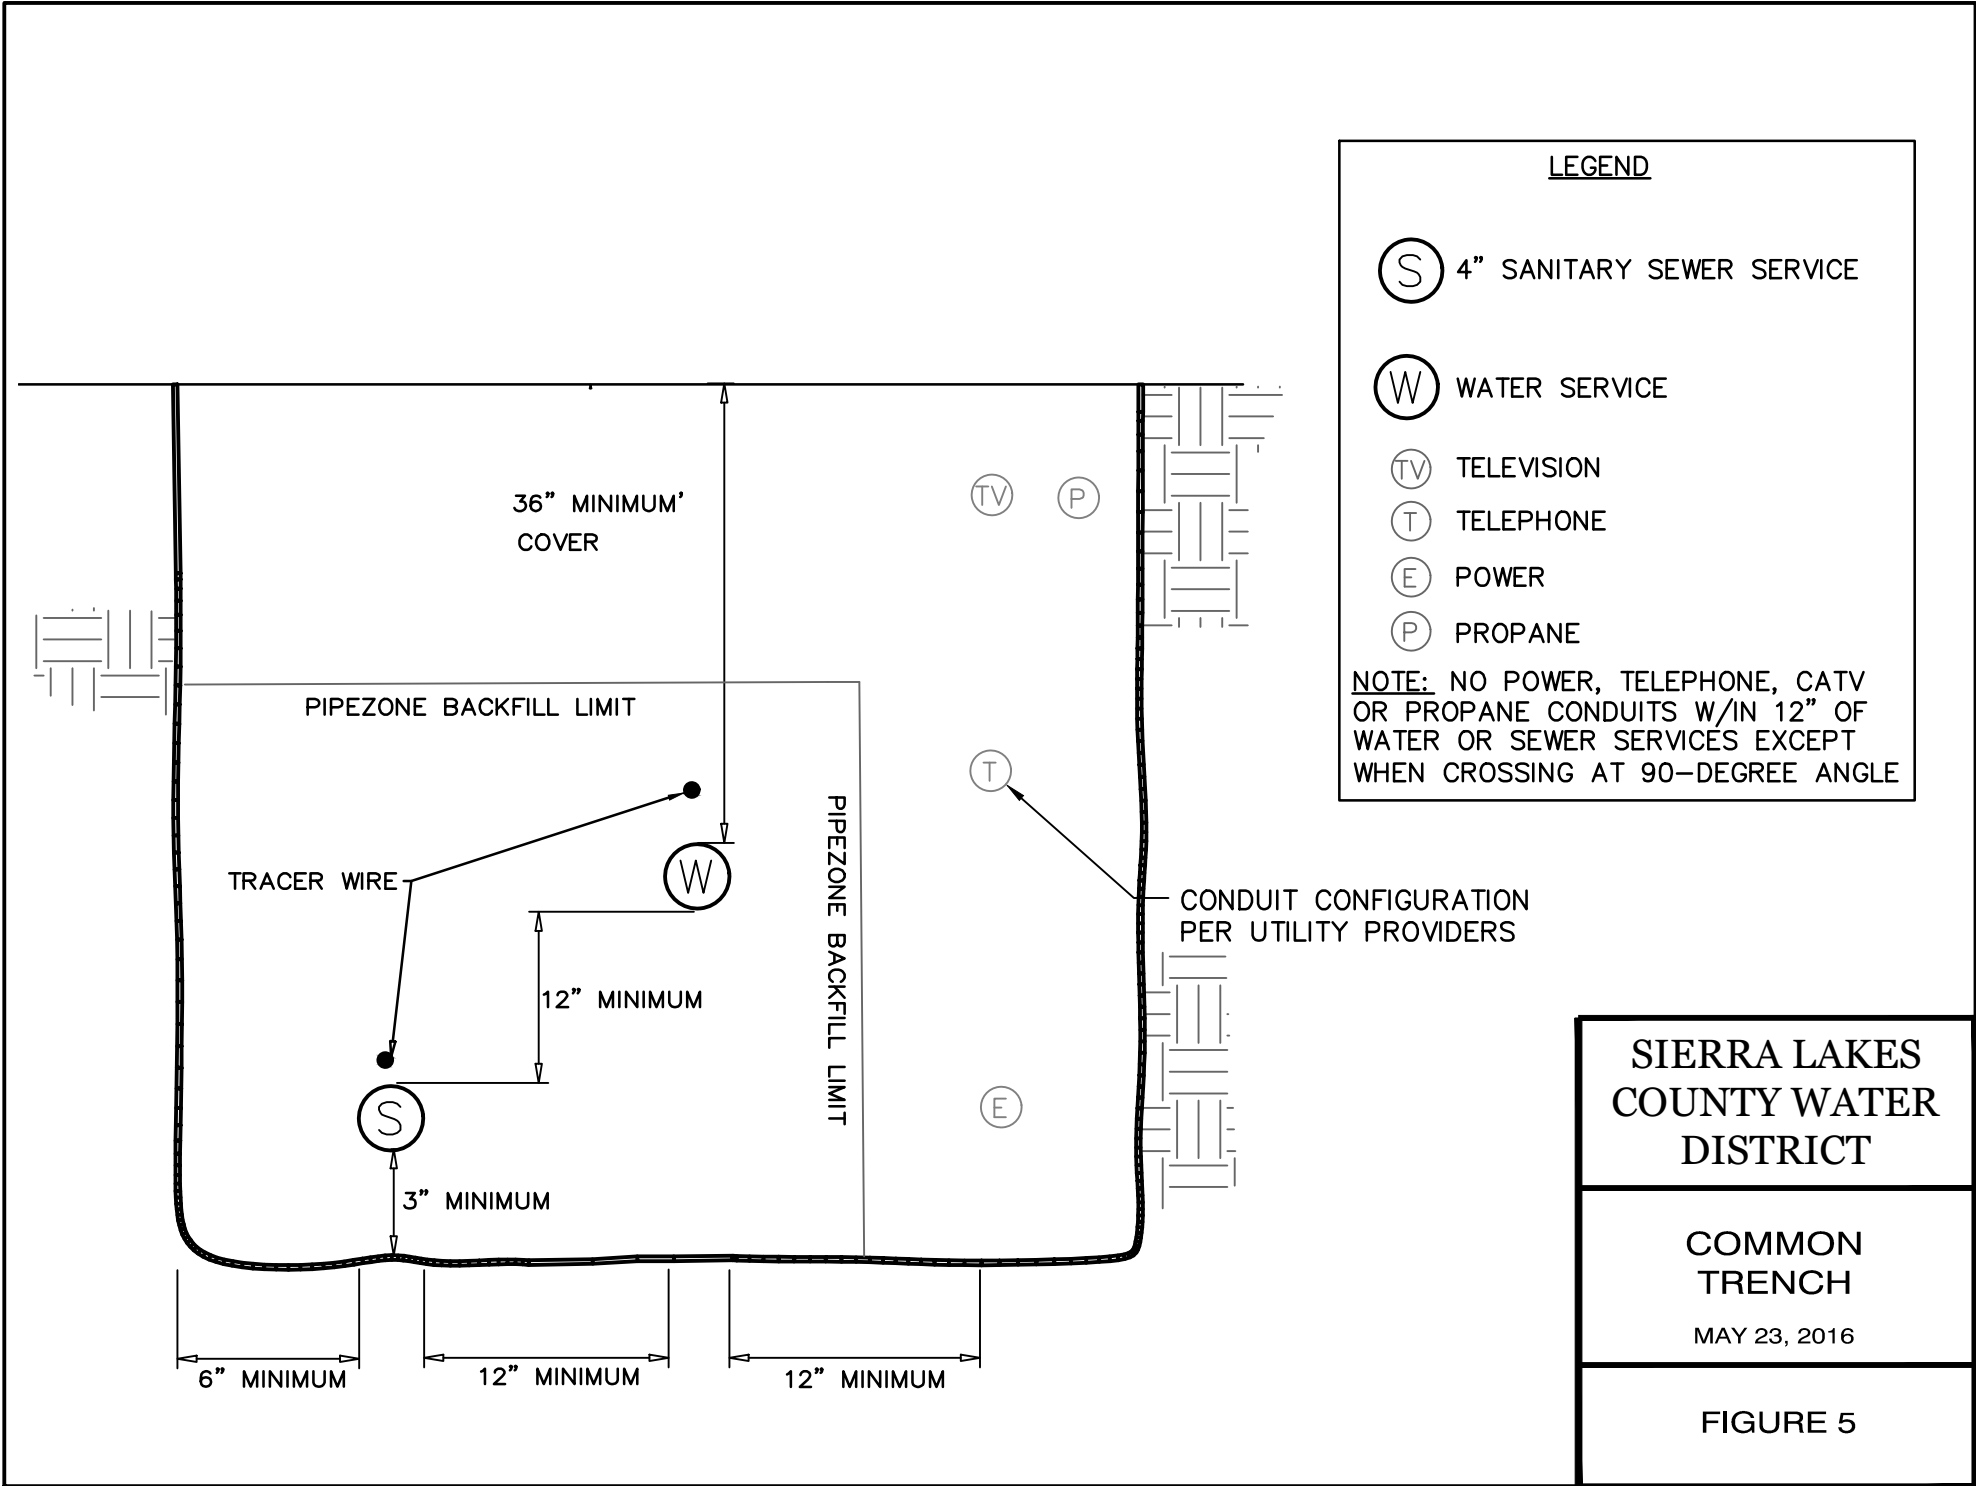 LEGEND
S 4” SANITARY SEWER SERVICE
W WATER SERVICE
TV TELEVISION
T TELEPHONE
E POWER
P PROPANE
NOTE: NO POWER, TELEPHONE, CATV
OR PROPANE CONDUITS W/IN 12” OF
WATER OR SEWER SERVICES EXCEPT
WHEN CROSSING AT 90-DEGREE ANGLE
36” MINIMUM'
COVER
TV
P
PIPEZONE BACKFILL LIMIT
T
PIPEZONE BACKFILL LIMIT
TRACER WIRE
W
CONDUIT CONFIGURATION
PER UTILITY PROVIDERS
12” MINIMUM
S
E
3” MINIMUM
6” MINIMUM
12” MINIMUM
12” MINIMUM
SIERRA LAKES
COUNTY WATER
DISTRICT
COMMON
TRENCH
MAY 23, 2016
FIGURE 5